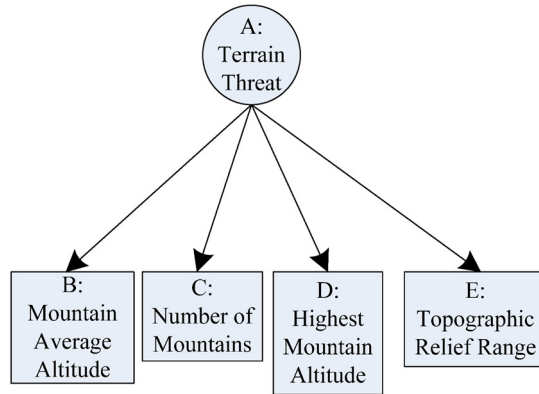 A:
Terrain
Threat
B:
Mountain
Average
Altitude
C:
Number of
Mountains
D:
Highest
Mountain
Altitude
E:
Topographic
Relief Range